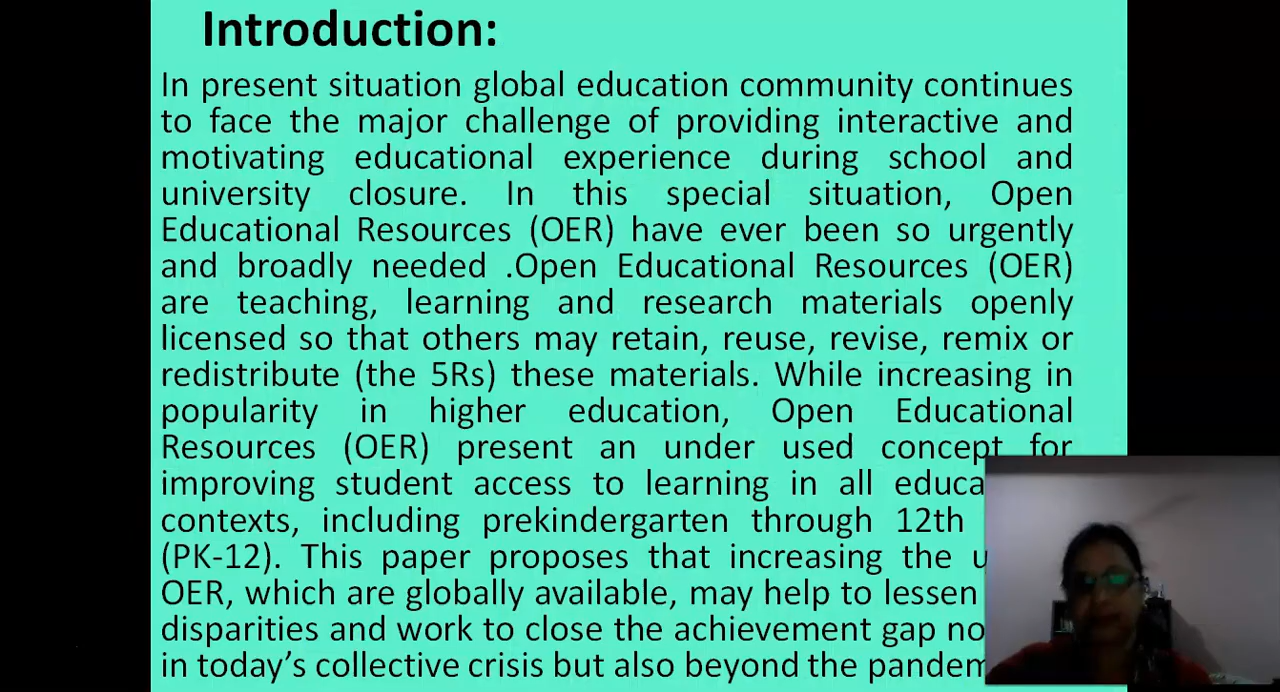 Introduction:
In present situation global education community continues
to face the major challenge of providing interactive and
motivating educational experience during school and
university closure. In this special situation, Open
Educational Resources (OER) have ever been so urgently
and broadly needed .Open Educational Resources (OER)
are teaching, learning and research materials openly
licensed so that others may retain, reuse, revise, remix or
redistribute (the 5Rs) these materials. While increasing in
popularity in higher education, Open Educational
Resources (OER) present an under used concept for
improving student access to learning in all
contexts, including prekindergarten through 12th
(PK-12). This paper proposes that increasing the
OER, which are globally available, may help to lessen
disparities and work to close the achievement gap
in today’s collective crisis but also beyond the